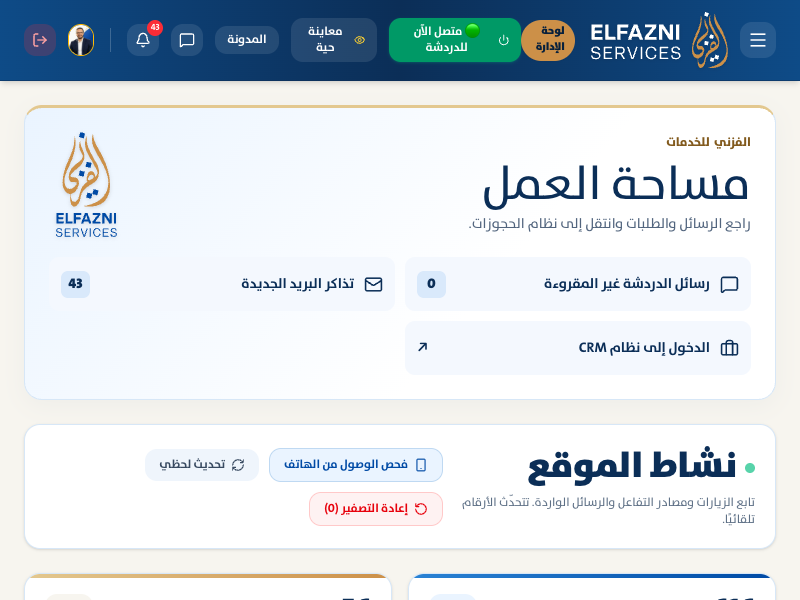 ELFAZNI
SERVICES
لوحة
الإدارة
متصل الآن
للدردشة
معاينة
حية
المدونة
43
الفزني للخدمات
مساحة العمل
راجع الرسائل والطلبات وانتقل إلى نظام الحجوزات.
ELFAZNI
SERVICES
رسائل الدردشة غير المقروءة
0
تذاكر البريد الجديدة
43
الدخول إلى نظام CRM
نشاط الموقع
تابع الزيارات ومصادر التفاعل والرسائل الواردة. تتحدّث الأرقام
تلقائيًا.
فحص الوصول من الهاتف
تحديث لحظي
إعادة التصفير (0)